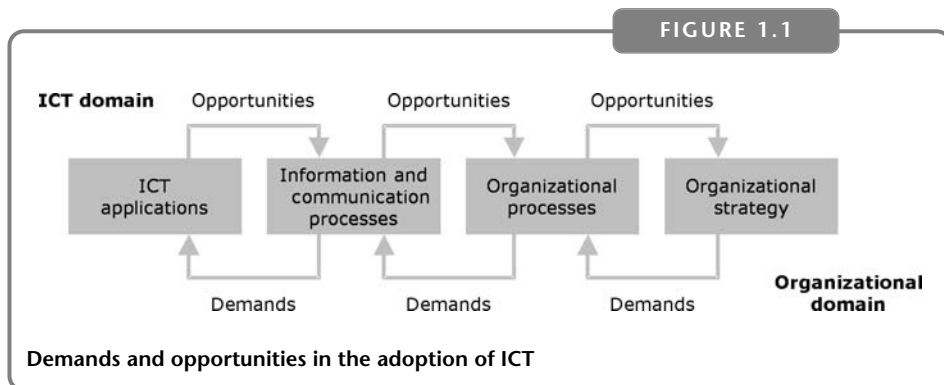 FIGURE 1.1
ICT domain
Opportunities
Opportunities
Opportunities
ICT
applications
Information and
communication
processes
Organizational
processes
Organizational
strategy
Demands
Demands
Demands
Organizational
domain
Demands and opportunities in the adoption of ICT